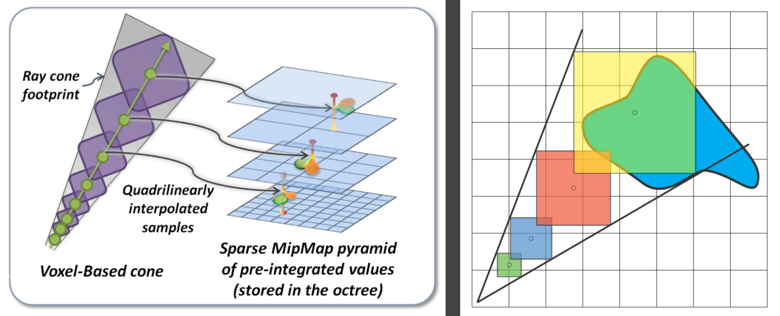 Ray cone
footprint
Quadrilinearly
interpolated
samples
Voxel-Based cone
Sparse MipMap pyramid
of pre-integrated values
(stored in the octree)